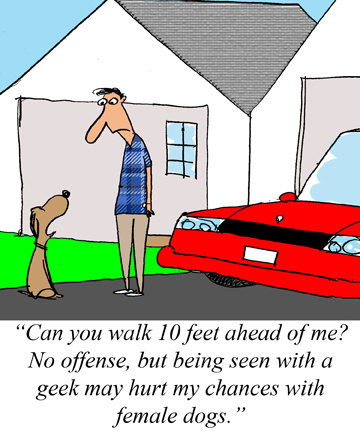 “Can you walk 10 feet ahead of me?
No offense, but being seen with a
geek may hurt my chances with
female dogs.”